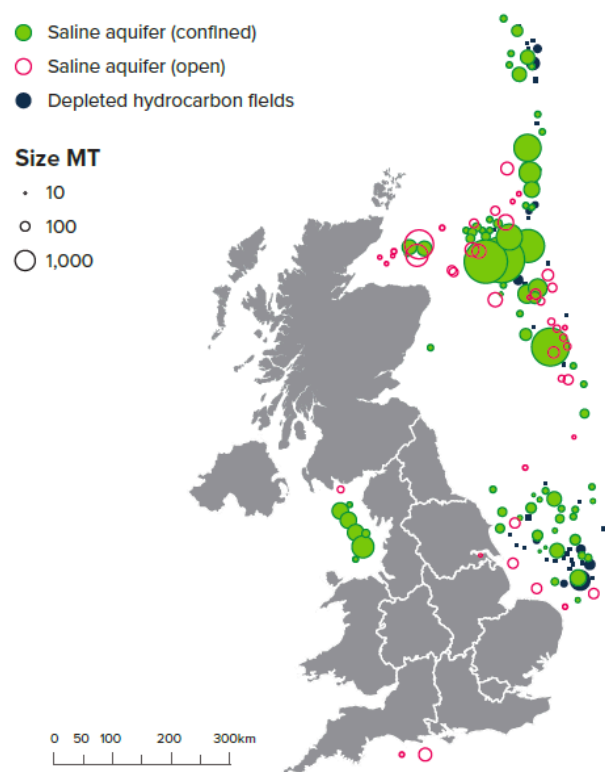 Saline aquifer (confined)
Saline aquifer (open)
Depleted hydrocarbon fields
Size MT
10
100
1,000
0 50 100 200 300km